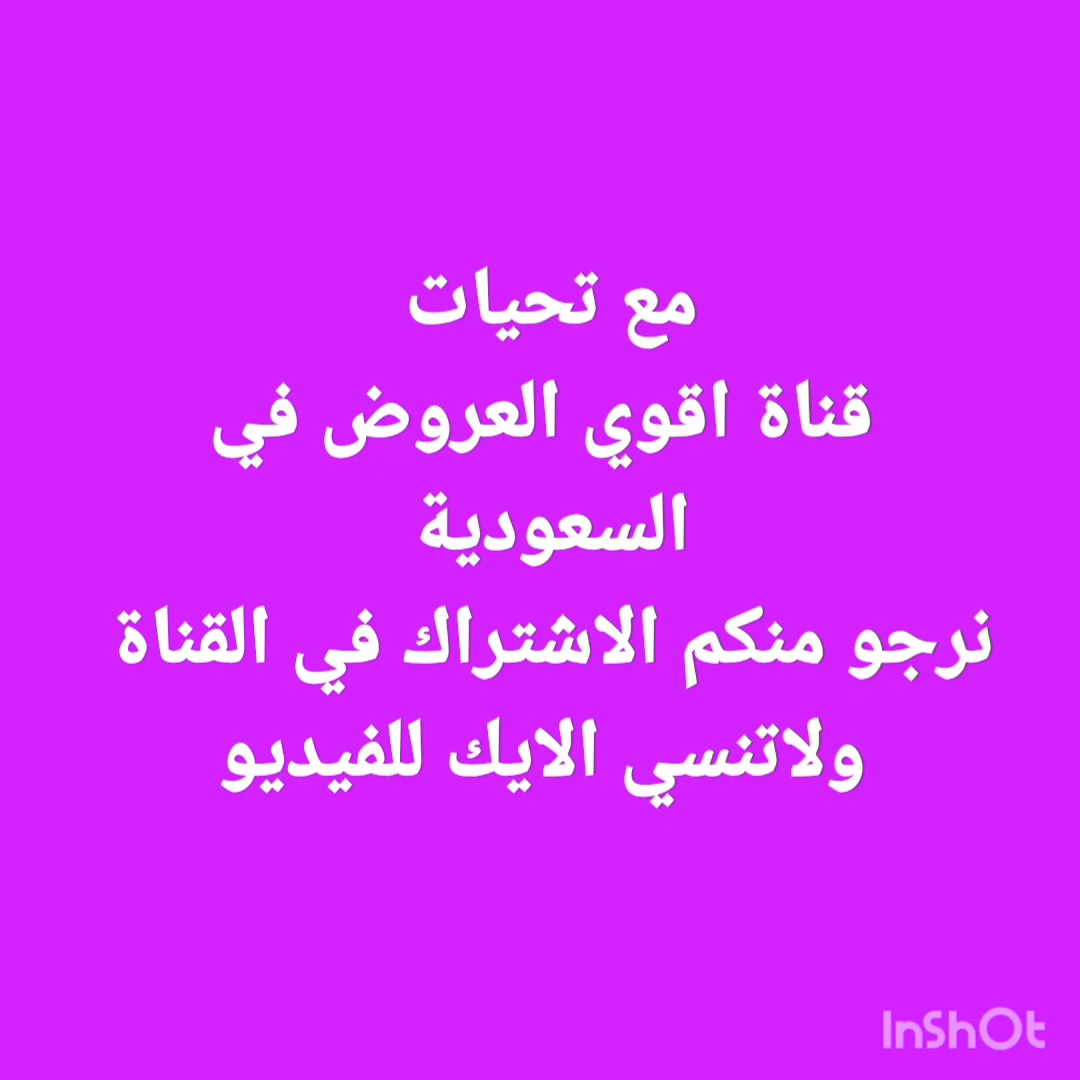 مع تحيات
قناة اقوي العروض في
السعودية
نرجو منكم الاشتراك في القناة
ولاتنسي الايك للفيديو
InShOt